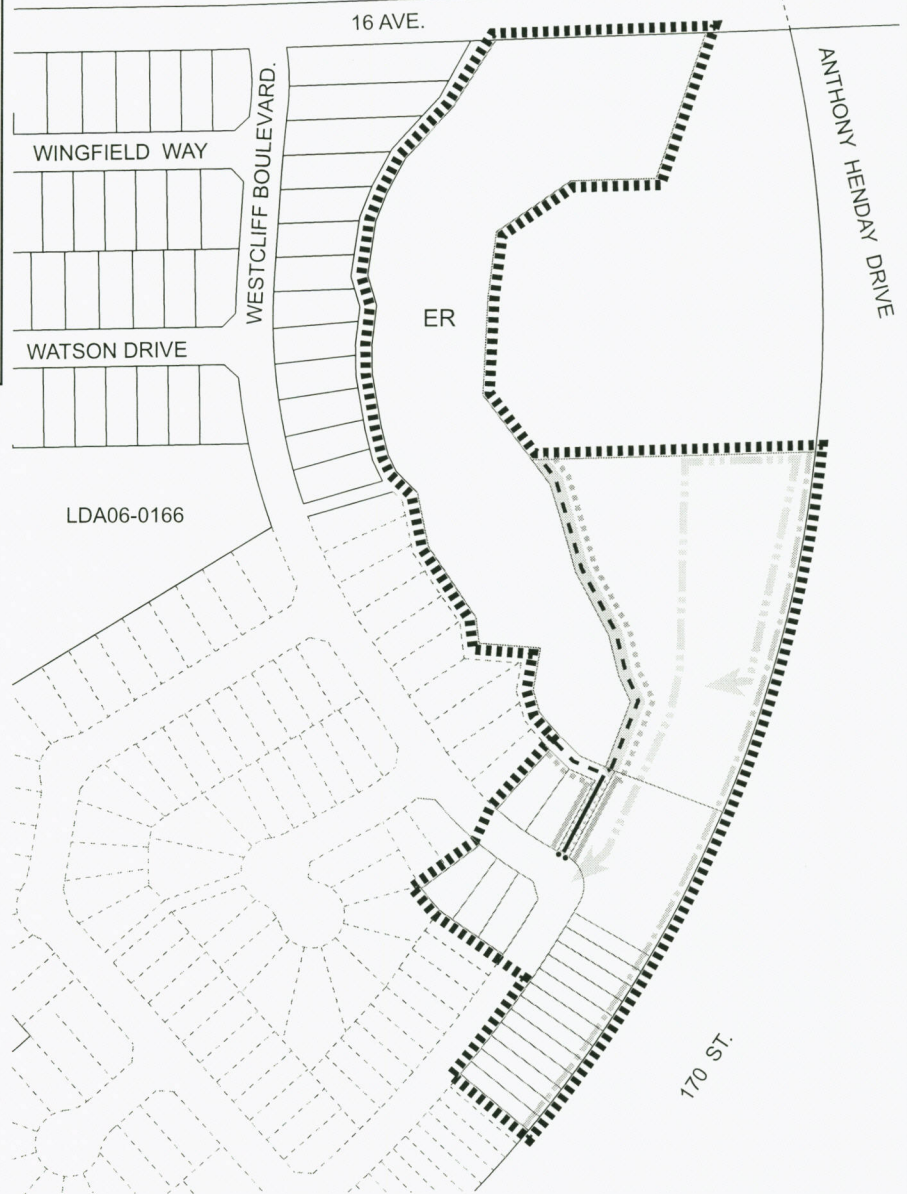 16 AVE.
WINGFIELD WAY
WESTCLIFF BOULEVARD.
ANTHONY HENDAY DRIVE
ER
WATSON DRIVE
LDA06-0166
170 ST.